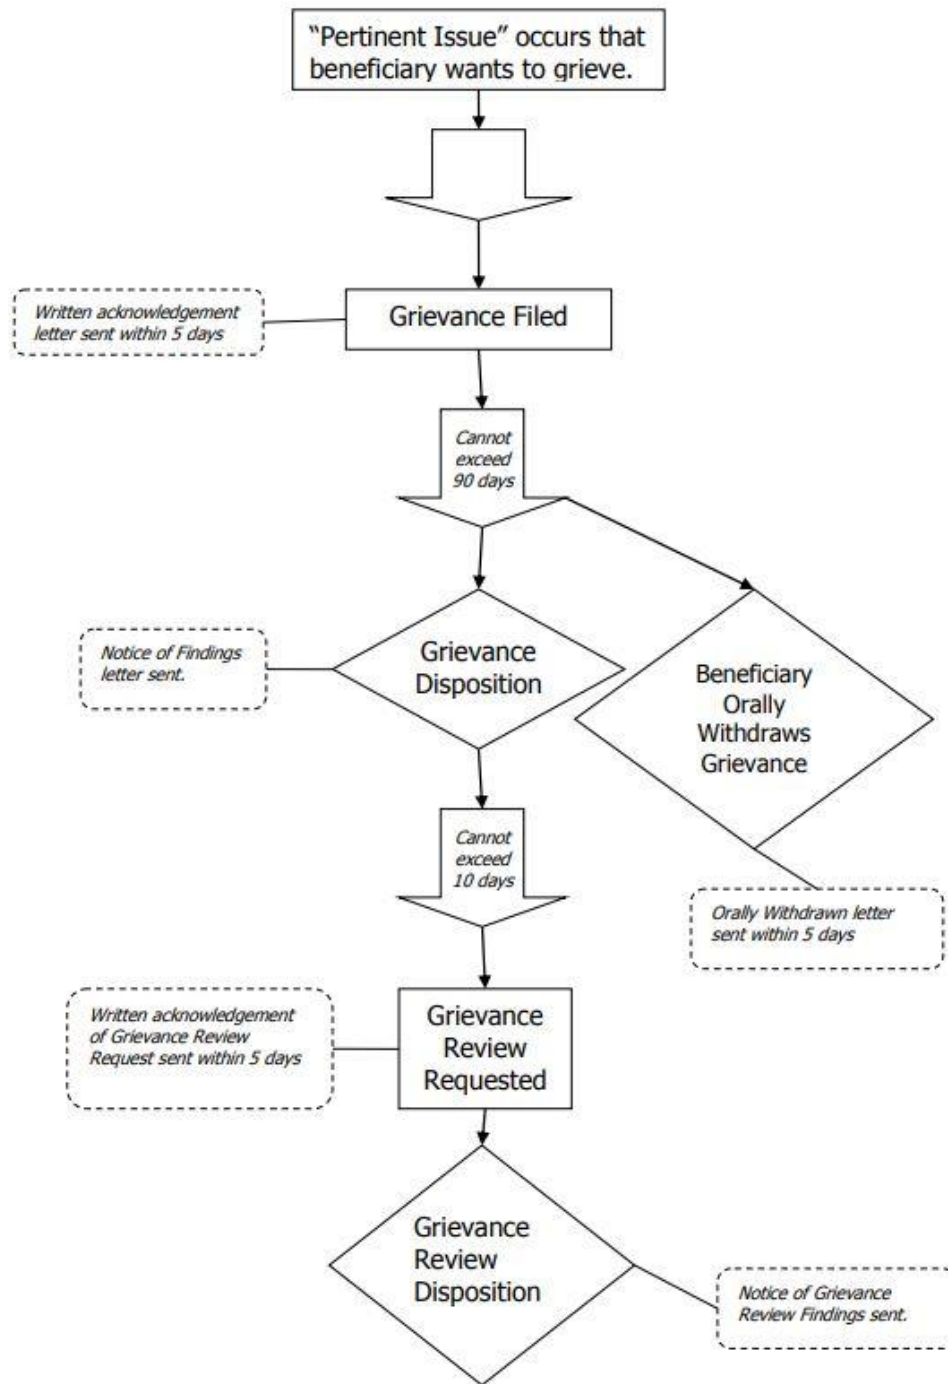 “Pertinent Issue” occurs that
beneficiary wants to grieve.
Written acknowledgement
letter sent within 5 days
Grievance Filed
Cannot
exceed
90 days
Notice of Findings
letter sent.
Grievance
Disposition
Beneficiary
Orally
Withdraws
Grievance
Cannot
exceed
10 days
Orally Withdrawn letter
sent within 5 days
Written acknowledgement
of Grievance Review
Request sent within 5 days
Grievance
Review
Requested
Grievance
Review
Disposition
Notice of Grievance
Review Findings sent.